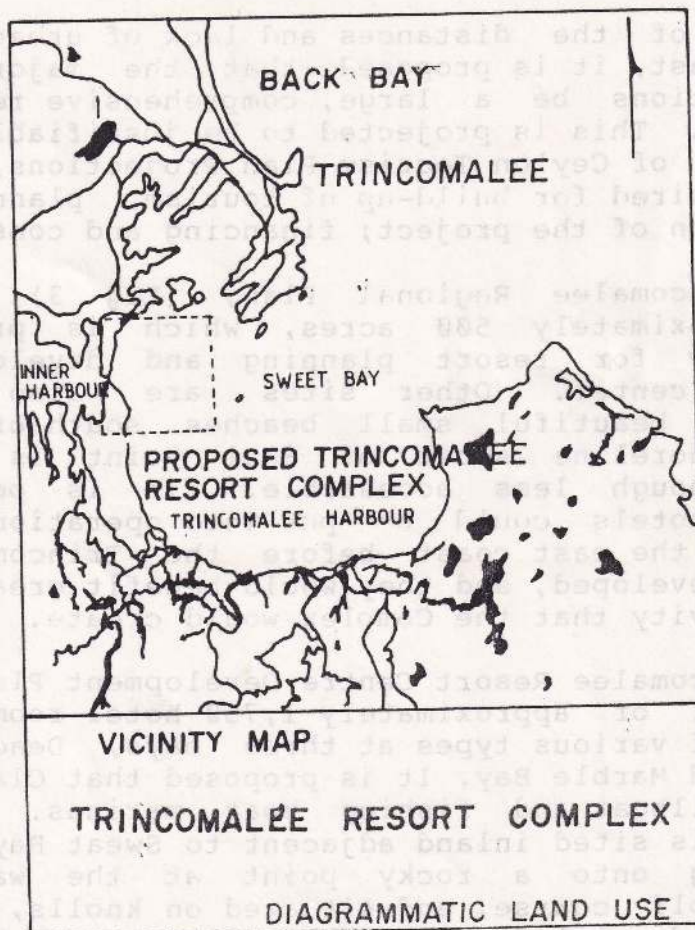 BACK BAY
TRINCOMALEE
INNER
HARBOUR
SWEET BAY
PROPOSED TRINCOMALEE
RESORT COMPLEX
TRINCOMALEE HARBOUR
VICINITY MAP
TRINCOMALEE RESORT COMPLEX
DIAGRAMMATIC LAND USE